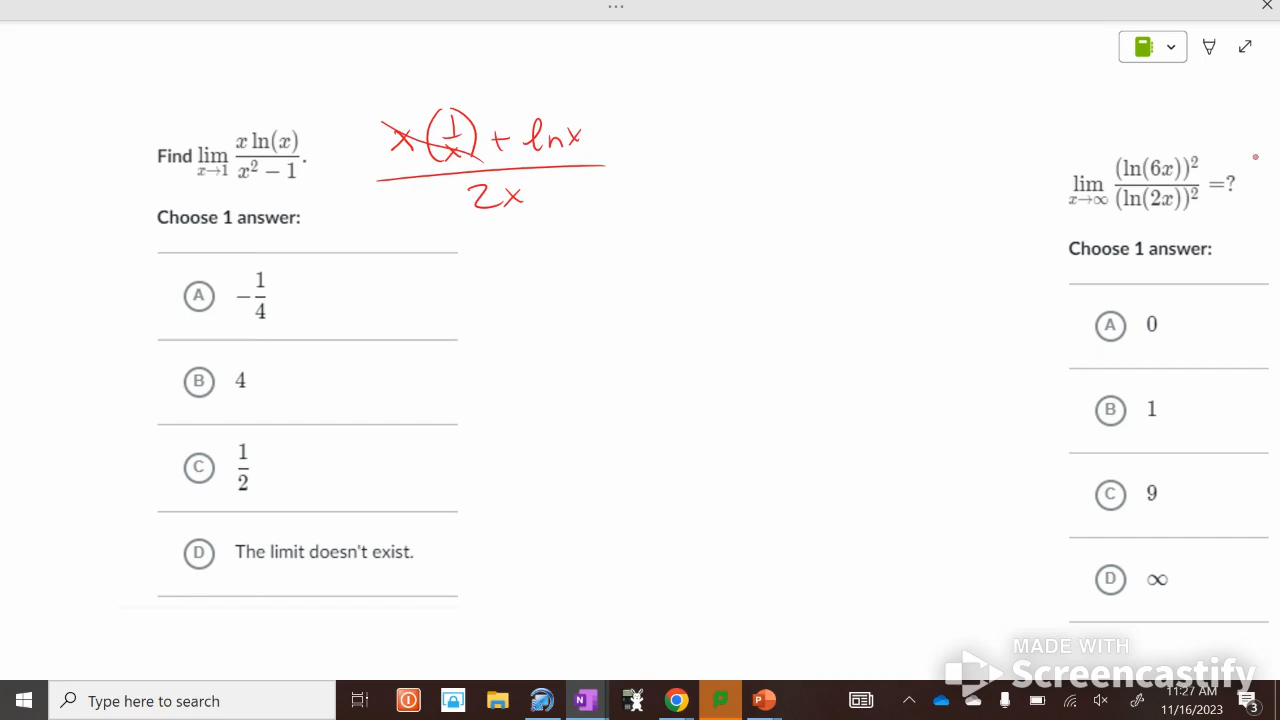 Find lim x→1 x ln(x) / x² − 1 .
x (1/x) + ln x / 2x
Choose 1 answer:
A −1/4
B 4
C 1/2
D The limit doesn't exist.
lim x→∞ (ln(6x))² / (ln(2x))² =?
Choose 1 answer:
A 0
B 1
C 9
D ∞
MADE WITH
Screencastify
Type here to search
11:27 AM
11/16/2023
3